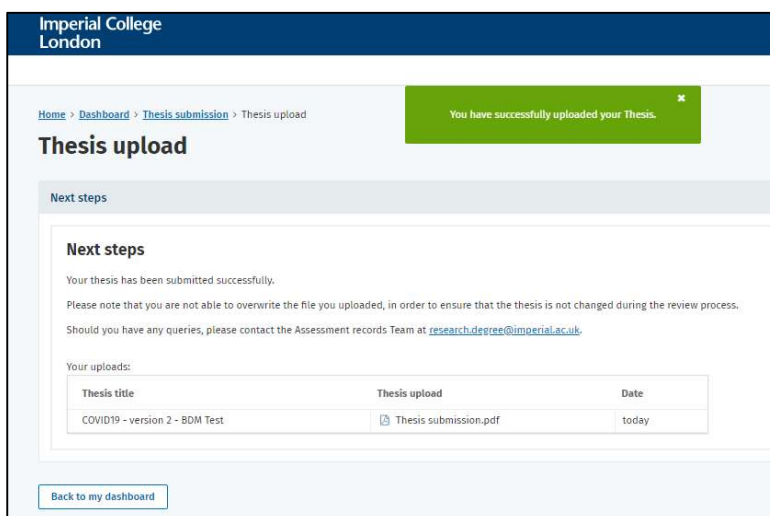 Imperial College
London
Home > Dashboard > Thesis submission > Thesis upload
You have successfully uploaded your Thesis.
Thesis upload
Next steps
Next steps
Your thesis has been submitted successfully.
Please note that you are not able to overwrite the file you uploaded, in order to ensure that the thesis is not changed during the review process.
Should you have any queries, please contact the Assessment records Team at research.degree@imperial.ac.uk.
Your uploads:
Thesis title Thesis upload Date
COVID19 - version 2 - BDM Test Thesis submission.pdf today
Back to my dashboard